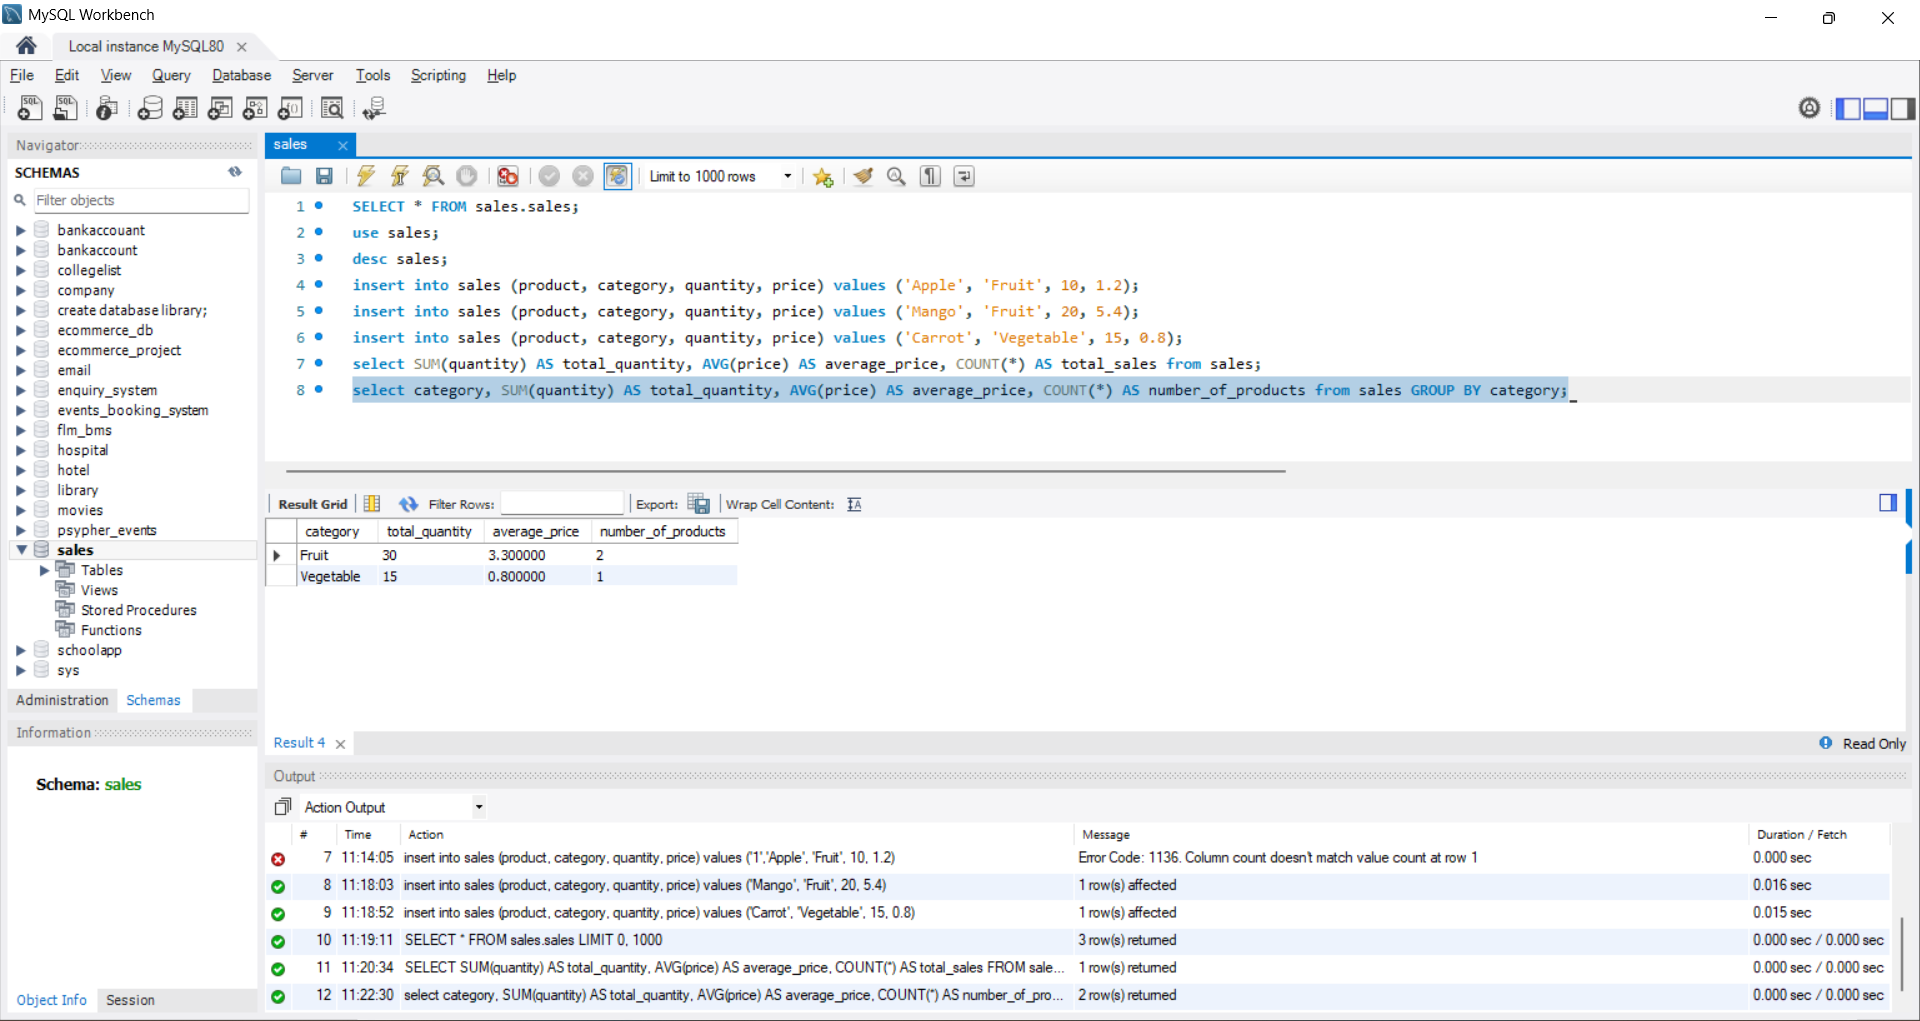 MySQL Workbench
Local instance MySQL80
File Edit View Query Database Server Tools Scripting Help
Navigator
SCHEMAS
Filter objects
bankaccouant
bankaccount
collegelist
company
create database library;
ecommerce_db
ecommerce_project
email
enquiry_system
events_booking_system
flm_bms
hospital
hotel
library
movies
psypher_events
sales
Tables
Views
Stored Procedures
Functions
schoolapp
sys
Administration Schemas
Information
Schema: sales
Object Info Session
sales
Limit to 1000 rows
1 SELECT * FROM sales.sales;
2 use sales;
3 desc sales;
4 insert into sales (product, category, quantity, price) values ('Apple', 'Fruit', 10, 1.2);
5 insert into sales (product, category, quantity, price) values ('Mango', 'Fruit', 20, 5.4);
6 insert into sales (product, category, quantity, price) values ('Carrot', 'Vegetable', 15, 0.8);
7 select SUM(quantity) AS total_quantity, AVG(price) AS average_price, COUNT(*) AS total_sales from sales;
8 select category, SUM(quantity) AS total_quantity, AVG(price) AS average_price, COUNT(*) AS number_of_products from sales GROUP BY category;
Result Grid Filter Rows: Export: Wrap Cell Content:
category total_quantity average_price number_of_products
Fruit 30 3.300000 2
Vegetable 15 0.800000 1
Result 4 Read Only
Output
Action Output
# Time Action Message Duration / Fetch
7 11:14:05 insert into sales (product, category, quantity, price) values ('1','Apple', 'Fruit', 10, 1.2) Error Code: 1136. Column count doesn't match value count at row 1 0.000 sec
8 11:18:03 insert into sales (product, category, quantity, price) values ('Mango', 'Fruit', 20, 5.4) 1 row(s) affected 0.016 sec
9 11:18:52 insert into sales (product, category, quantity, price) values ('Carrot', 'Vegetable', 15, 0.8) 1 row(s) affected 0.015 sec
10 11:19:11 SELECT * FROM sales.sales LIMIT 0, 1000 3 row(s) returned 0.000 sec / 0.000 sec
11 11:20:34 SELECT SUM(quantity) AS total_quantity, AVG(price) AS average_price, COUNT(*) AS total_sales FROM sale... 1 row(s) returned 0.000 sec / 0.000 sec
12 11:22:30 select category, SUM(quantity) AS total_quantity, AVG(price) AS average_price, COUNT(*) AS number_of_pro... 2 row(s) returned 0.000 sec / 0.000 sec